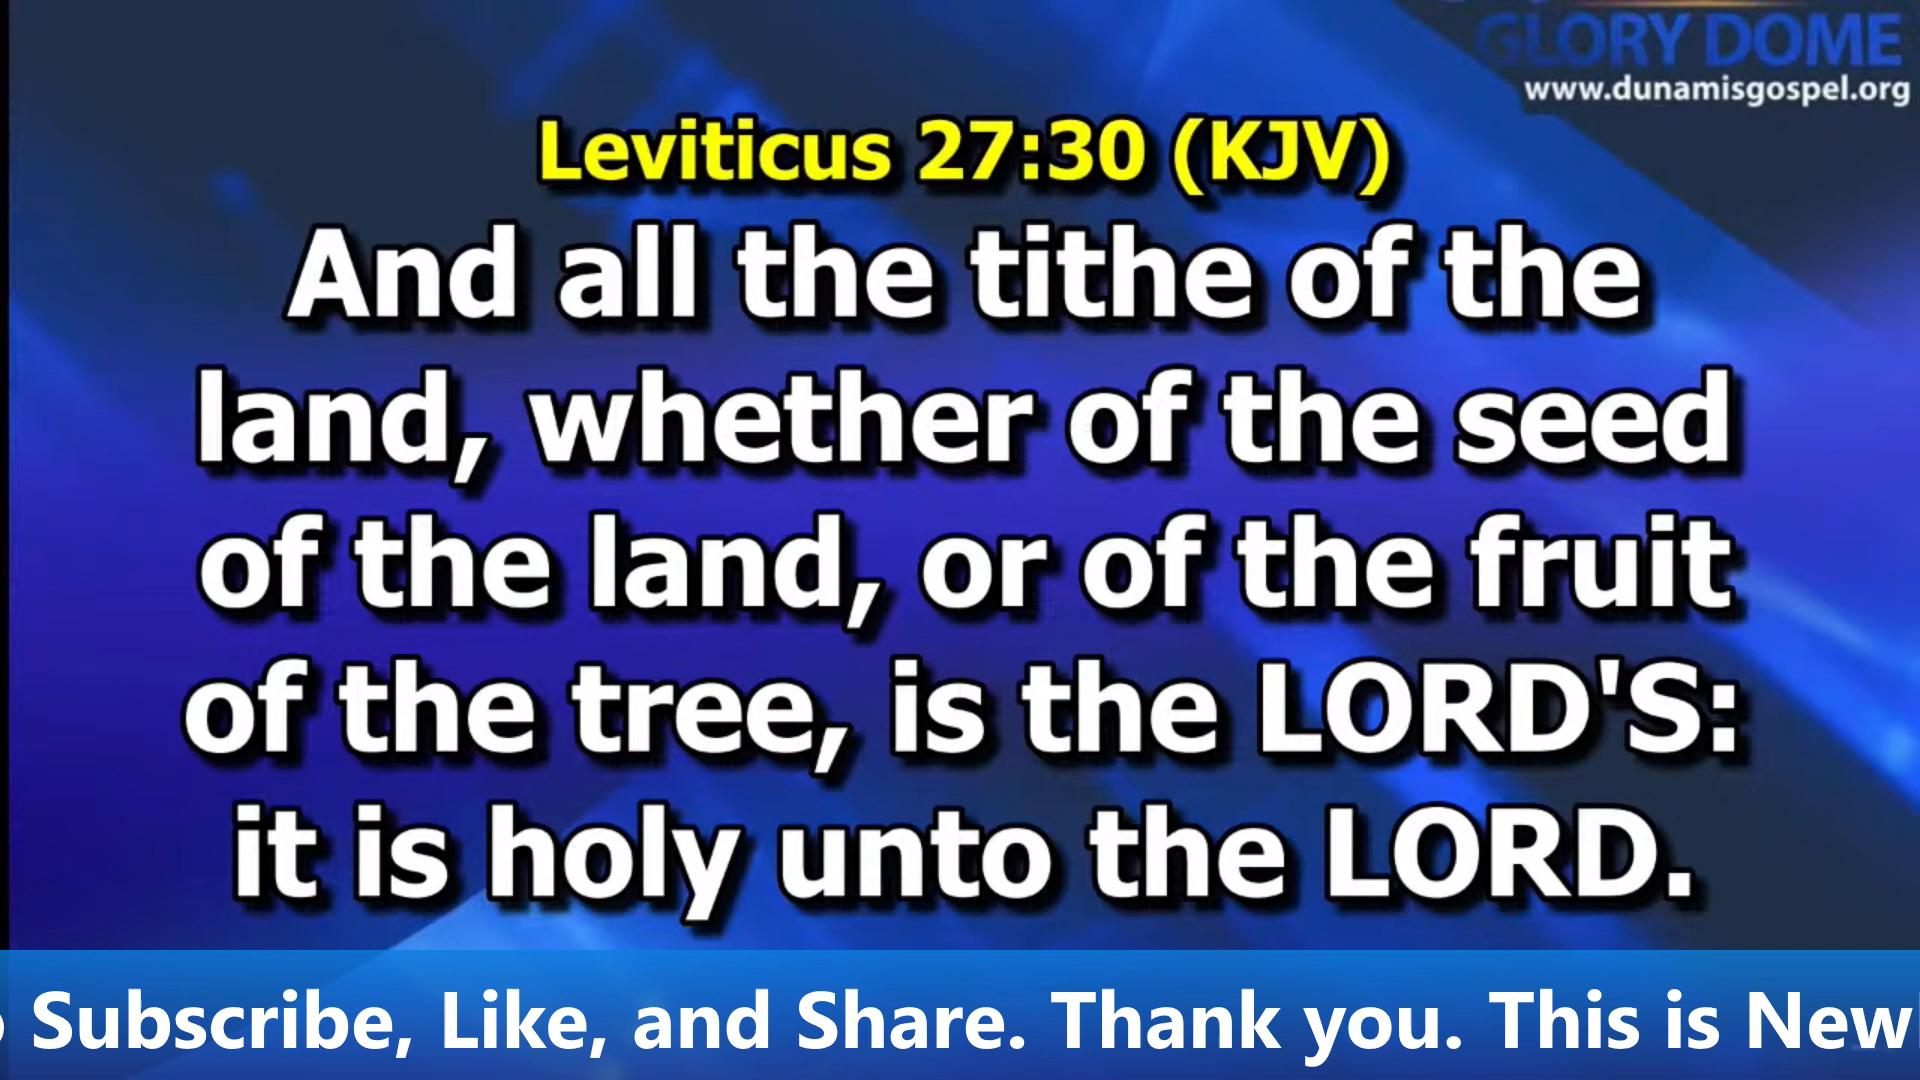 GLORY DOME
www.dunamisgospel.org
Leviticus 27:30 (KJV)
And all the tithe of the
land, whether of the seed
of the land, or of the fruit
of the tree, is the LORD'S:
it is holy unto the LORD.
Subscribe, Like, and Share. Thank you. This is New